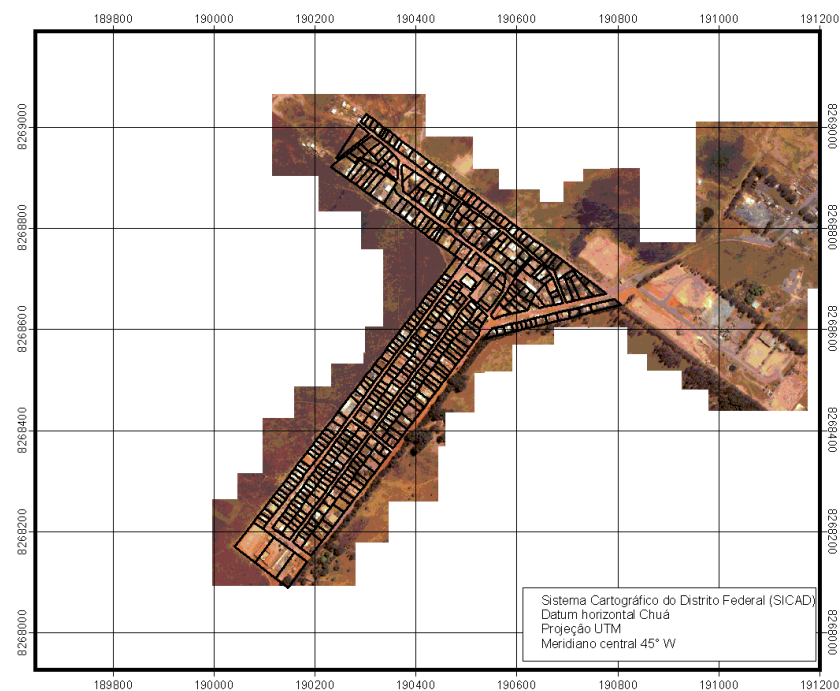 189800 190000 190200 190400 190600 190800 191000 191200
8269000 8269000
8268800 8268800
8268600 8268600
8268400 8268400
8268200 8268200
8268000 8268000
Sistema Cartográfico do Distrito Federal (SICAD)
Datum horizontal Chuá
Projeção UTM
Meridiano central 45° W
189800 190000 190200 190400 190600 190800 191000 191200